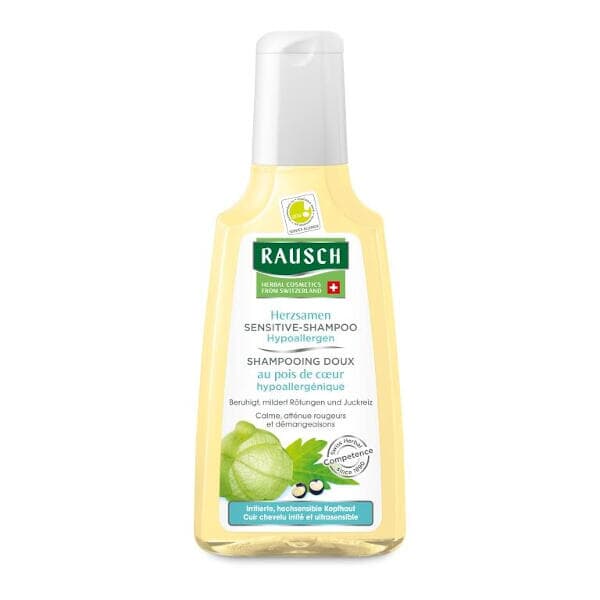 RAUSCH
HERBAL COSMETICS
FROM SWITZERLAND
Herzsamen
SENSITIVE-SHAMPOO
Hypoallergen
SHAMPOOING DOUX
au pois de cœur
hypoallergénique
Beruhigt, mildert Rötungen und Juckreiz
Calme, atténue rougeurs
et démangeaisons
Swiss Herbal
Competence
since 1890
Irritierte, hochsensible Kopfhaut
Cuir chevelu irrité et ultrasensible